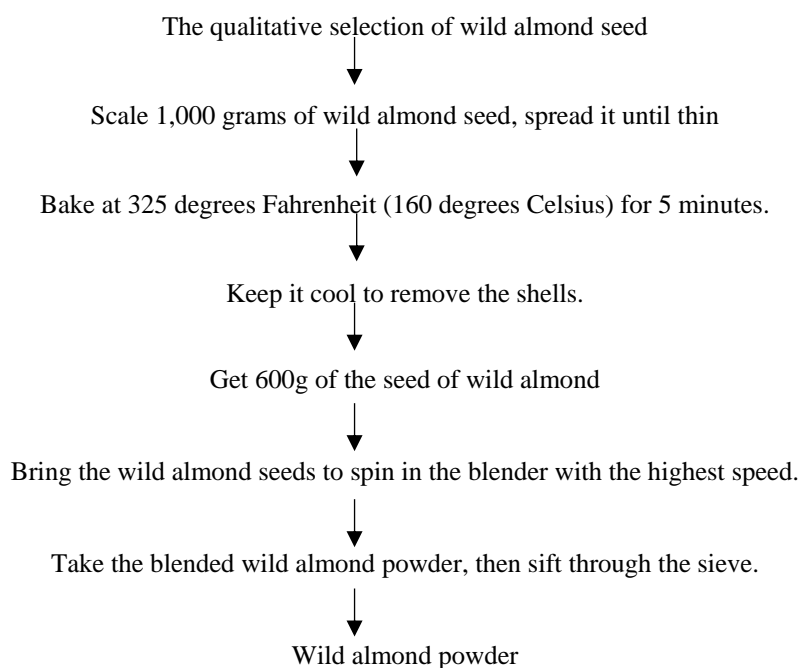 The qualitative selection of wild almond seed
Scale 1,000 grams of wild almond seed, spread it until thin
Bake at 325 degrees Fahrenheit (160 degrees Celsius) for 5 minutes.
Keep it cool to remove the shells.
Get 600g of the seed of wild almond
Bring the wild almond seeds to spin in the blender with the highest speed.
Take the blended wild almond powder, then sift through the sieve.
Wild almond powder